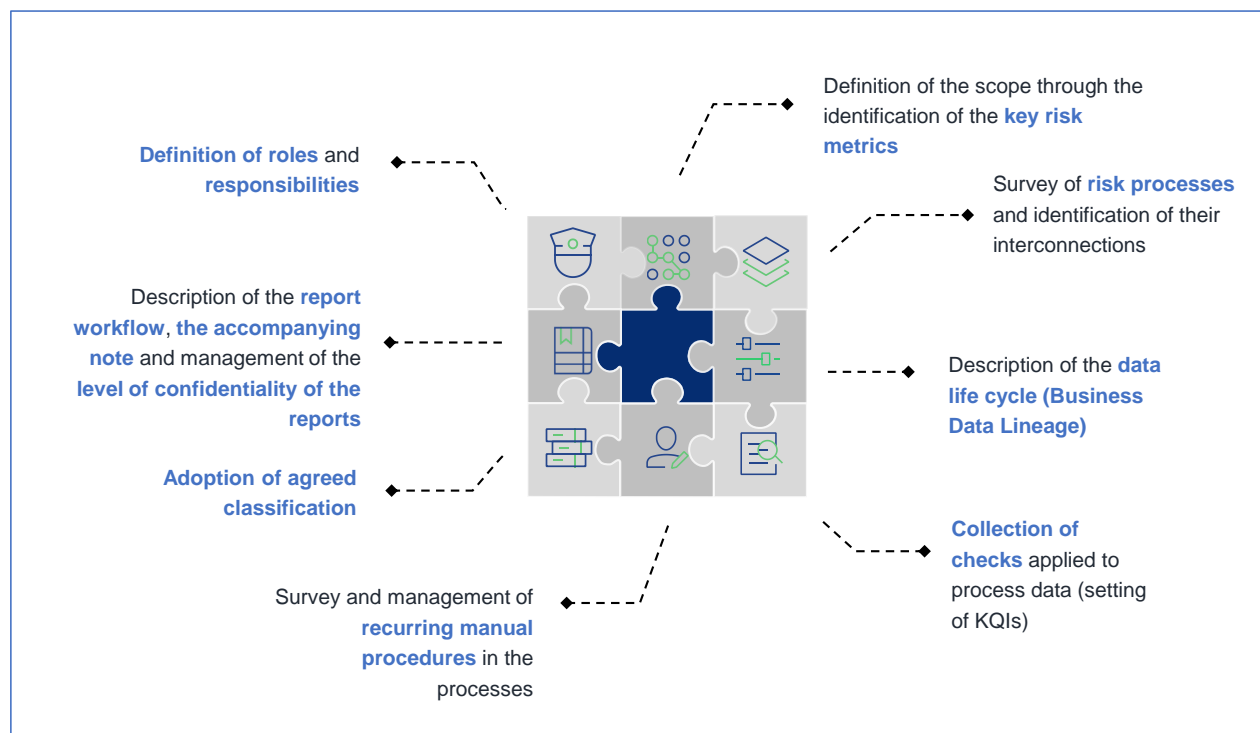 Definition of the scope through the
identification of the key risk
metrics
Definition of roles and
responsibilities
Survey of risk processes
and identification of their
interconnections
Description of the report
workflow, the accompanying
note and management of the
level of confidentiality of the
reports
Description of the data
life cycle (Business
Data Lineage)
Adoption of agreed
classification
Collection of
checks applied to
process data (setting
of KQIs)
Survey and management of
recurring manual
procedures in the
processes